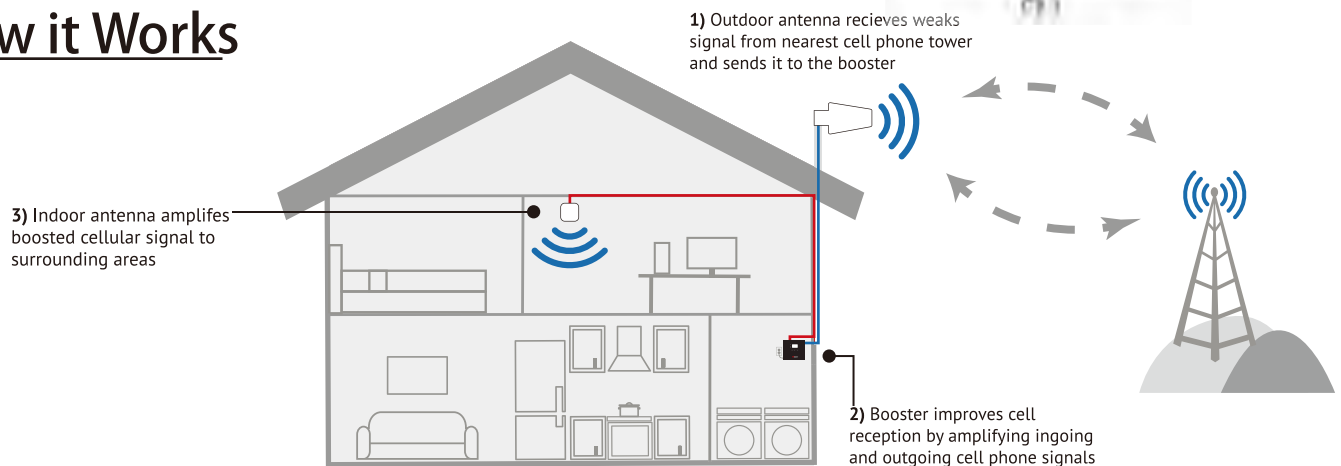 w it Works
1) Outdoor antenna recieves weaks
signal from nearest cell phone tower
and sends it to the booster
3) Indoor antenna amplifes
boosted cellular signal to
surrounding areas
2) Booster improves cell
reception by amplifying ingoing
and outgoing cell phone signals